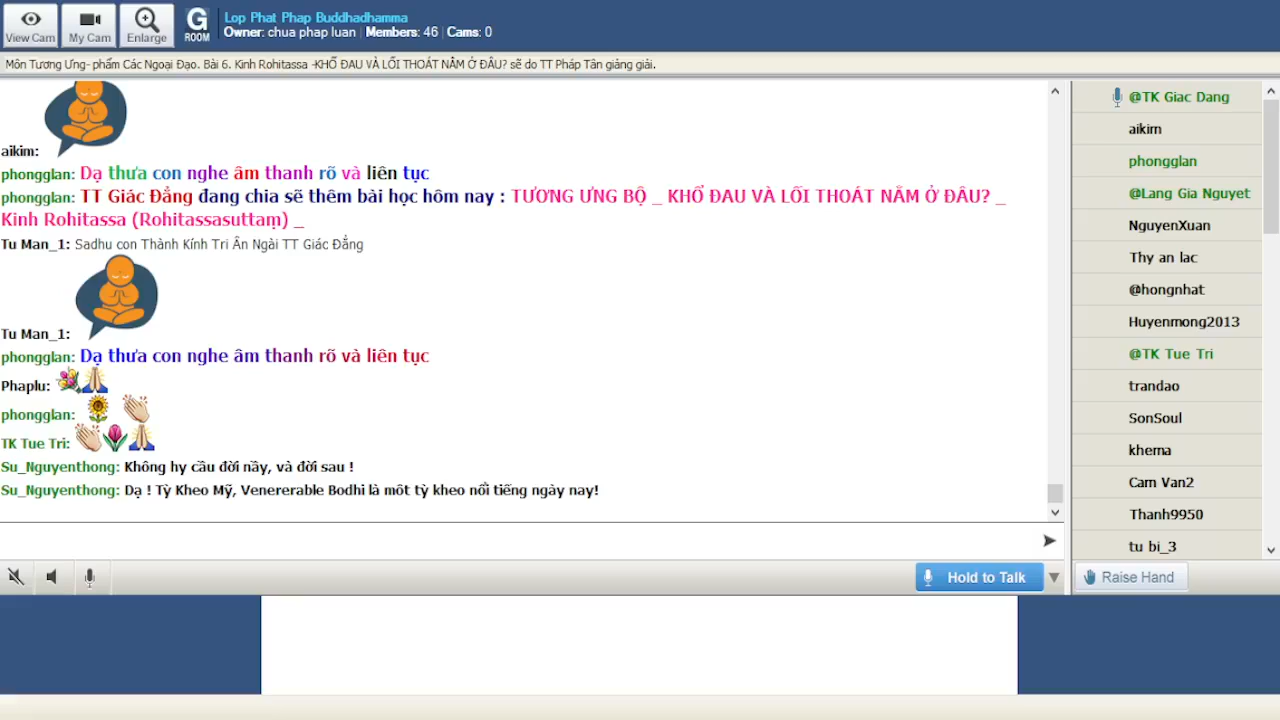 View Cam
My Cam
Enlarge
G
ROOM
Lop Phat Phap Buddhadhamma
Owner: chua phap luan | Members: 46 | Cams: 0
Môn Tương Ưng- phẩm Các Ngoại Đạo. Bài 6. Kinh Rohitassa -KHỔ ĐAU VÀ LỐI THOÁT NẰM Ở ĐÂU? sẽ do TT Pháp Tân giảng giải.
aikim:
phongglan: Dạ thưa con nghe âm thanh rõ và liên tục
phongglan: TT Giác Đẳng đang chia sẽ thêm bài học hôm nay : TƯƠNG ƯNG BỘ _ KHỔ ĐAU VÀ LỐI THOÁT NẰM Ở ĐÂU? _
Kinh Rohitassa (Rohitassasuttaṃ) _
Tu Man_1: Sadhu con Thành Kính Tri Ân Ngài TT Giác Đẳng
Tu Man_1:
phongglan: Dạ thưa con nghe âm thanh rõ và liên tục
Phaplu:
phongglan:
TK Tue Tri:
Su_Nguyenthong: Không hy cầu đời nầy, và đời sau !
Su_Nguyenthong: Dạ ! Tỳ Kheo Mỹ, Venererable Bodhi là môt tỳ kheo nổi tiếng ngày nay!
Hold to Talk
@TK Giac Dang
aikim
phongglan
@Lang Gia Nguyet
NguyenXuan
Thy an lac
@hongnhat
Huyenmong2013
@TK Tue Tri
trandao
SonSoul
khema
Cam Van2
Thanh9950
tu bi_3
Raise Hand